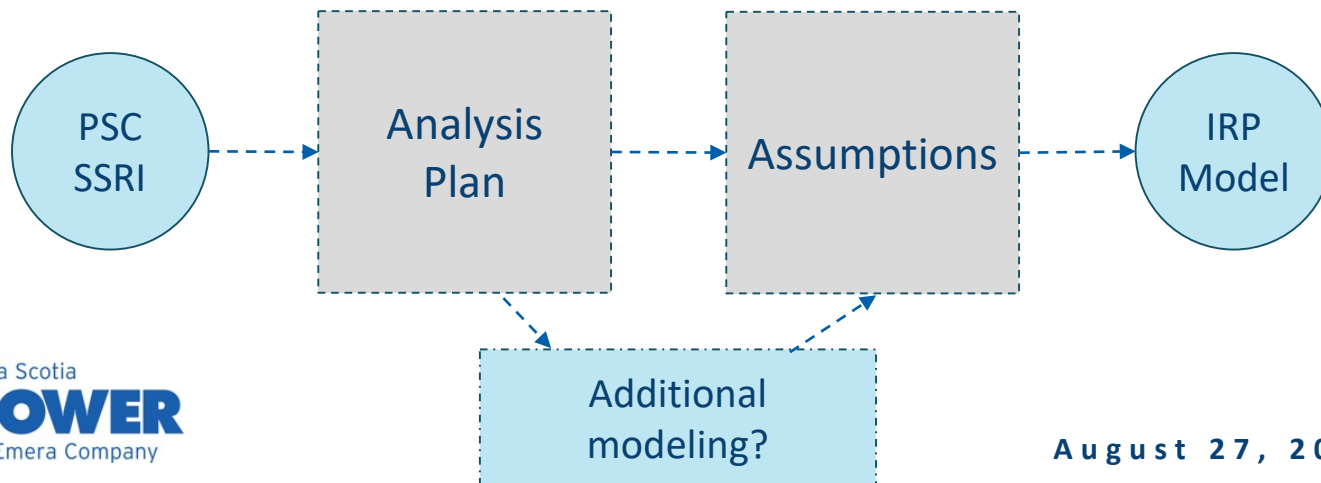 PSC
SSRI
Analysis
Plan
Assumptions
IRP
Model
Additional
modeling?
a Scotia
OWER
Emera Company
August 27, 20